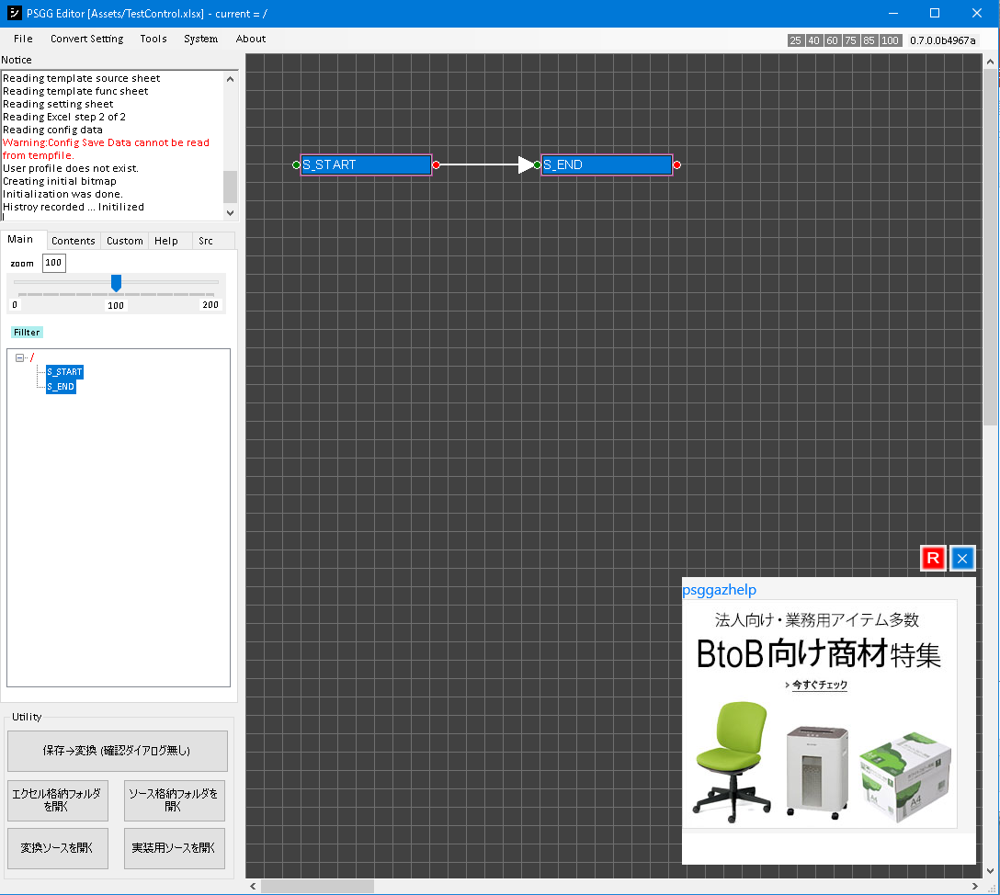 PSGG Editor [Assets/TestControl.xlsx] - current = /
File Convert Setting Tools System About
25 40 60 75 85 100 0.7.0.0b4967a
Notice
Reading template source sheet
Reading template func sheet
Reading setting sheet
Reading Excel step 2 of 2
Reading config data
Warning:Config Save Data cannot be read
from tempfile.
User profile does not exist.
Creating initial bitmap
Initialization was done.
Histroy recorded ... Initilized
Main Contents Custom Help Src
zoom 100
0 100 200
Fillter
/
S_START
S_END
S_START S_END
Utility
保存→変換 (確認ダイアログ無し)
エクセル格納フォルダ
を開く
ソース格納フォルダを
開く
変換ソースを開く
実装用ソースを開く
R
psggazhelp
法人向け・業務用アイテム多数
BtoB向け商材特集
› 今すぐチェック
A4
A4